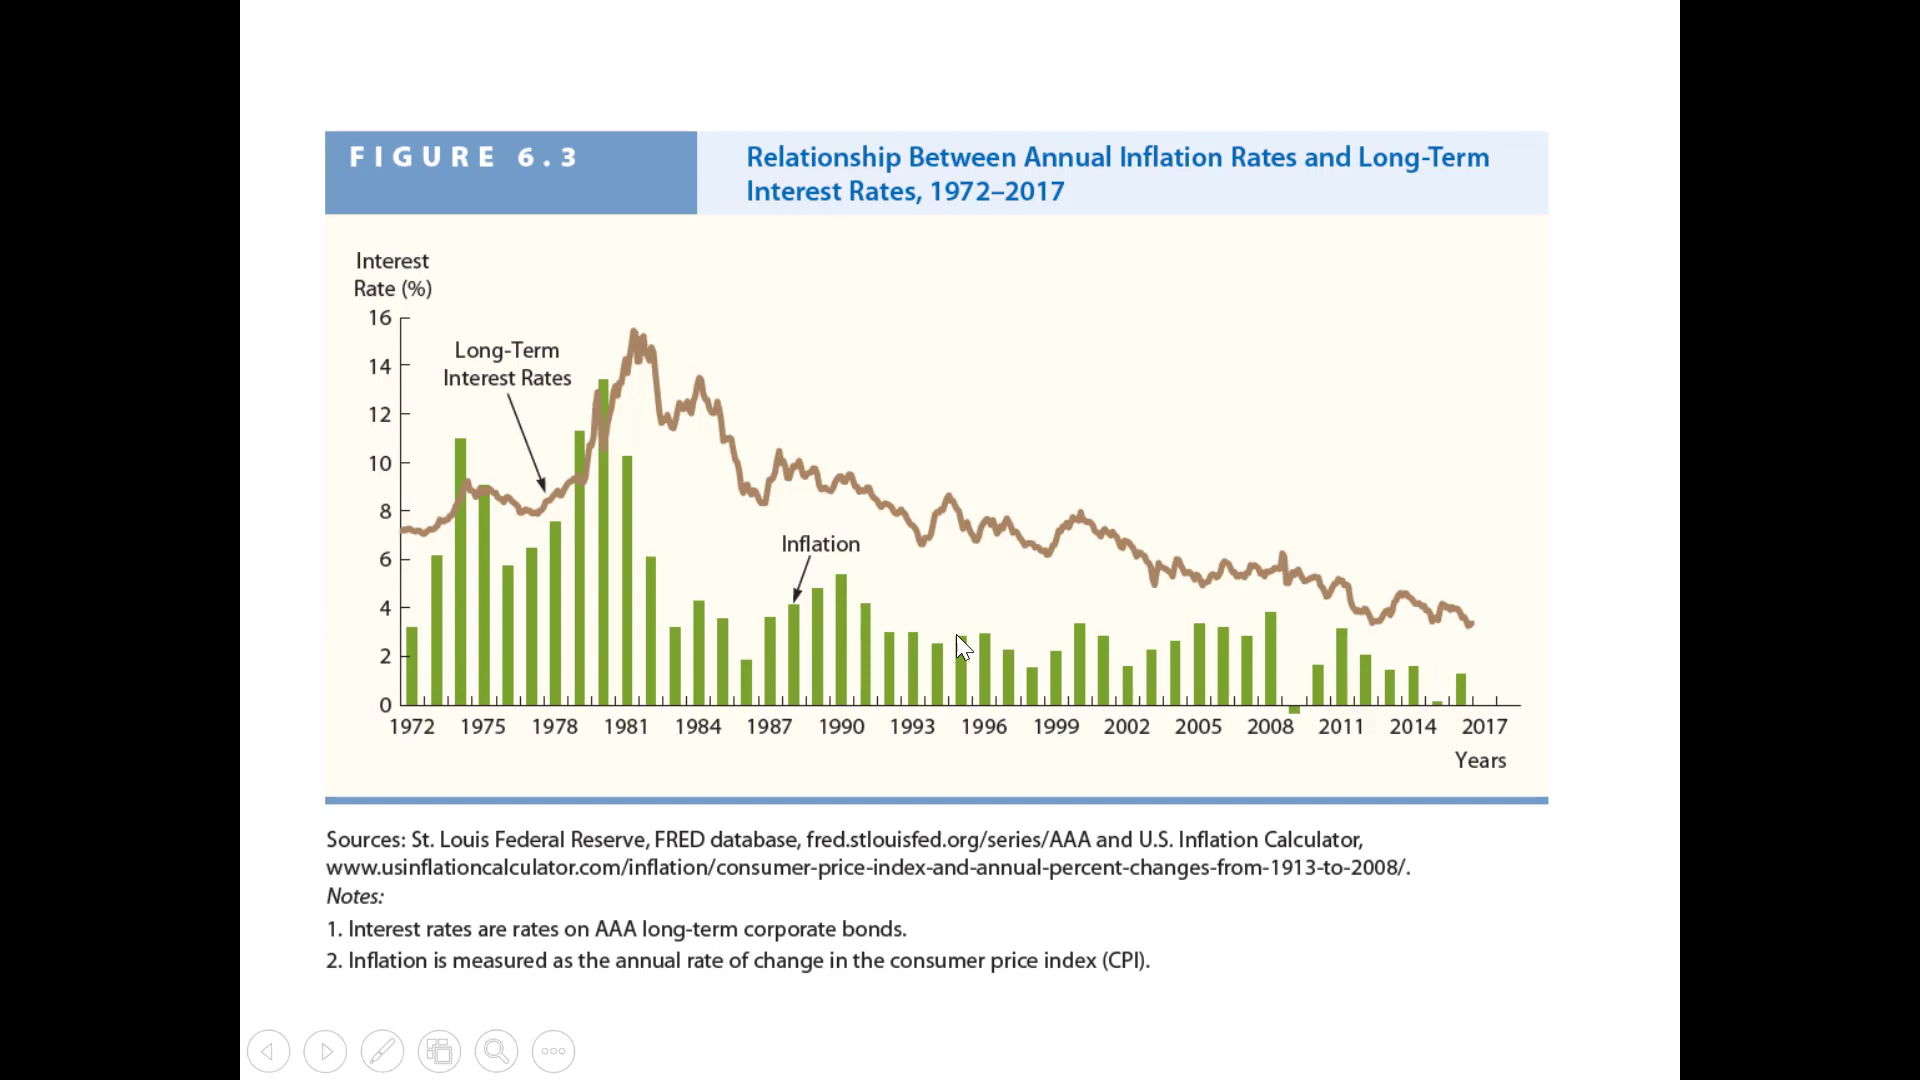 FIGURE 6.3
Relationship Between Annual Inflation Rates and Long-Term
Interest Rates, 1972–2017
Interest
Rate (%)
16
14
12
10
8
6
4
2
0
Long-Term
Interest Rates
Inflation
1972 1975 1978 1981 1984 1987 1990 1993 1996 1999 2002 2005 2008 2011 2014 2017
Years
Sources: St. Louis Federal Reserve, FRED database, fred.stlouisfed.org/series/AAA and U.S. Inflation Calculator,
www.usinflationcalculator.com/inflation/consumer-price-index-and-annual-percent-changes-from-1913-to-2008/.
Notes:
1. Interest rates are rates on AAA long-term corporate bonds.
2. Inflation is measured as the annual rate of change in the consumer price index (CPI).